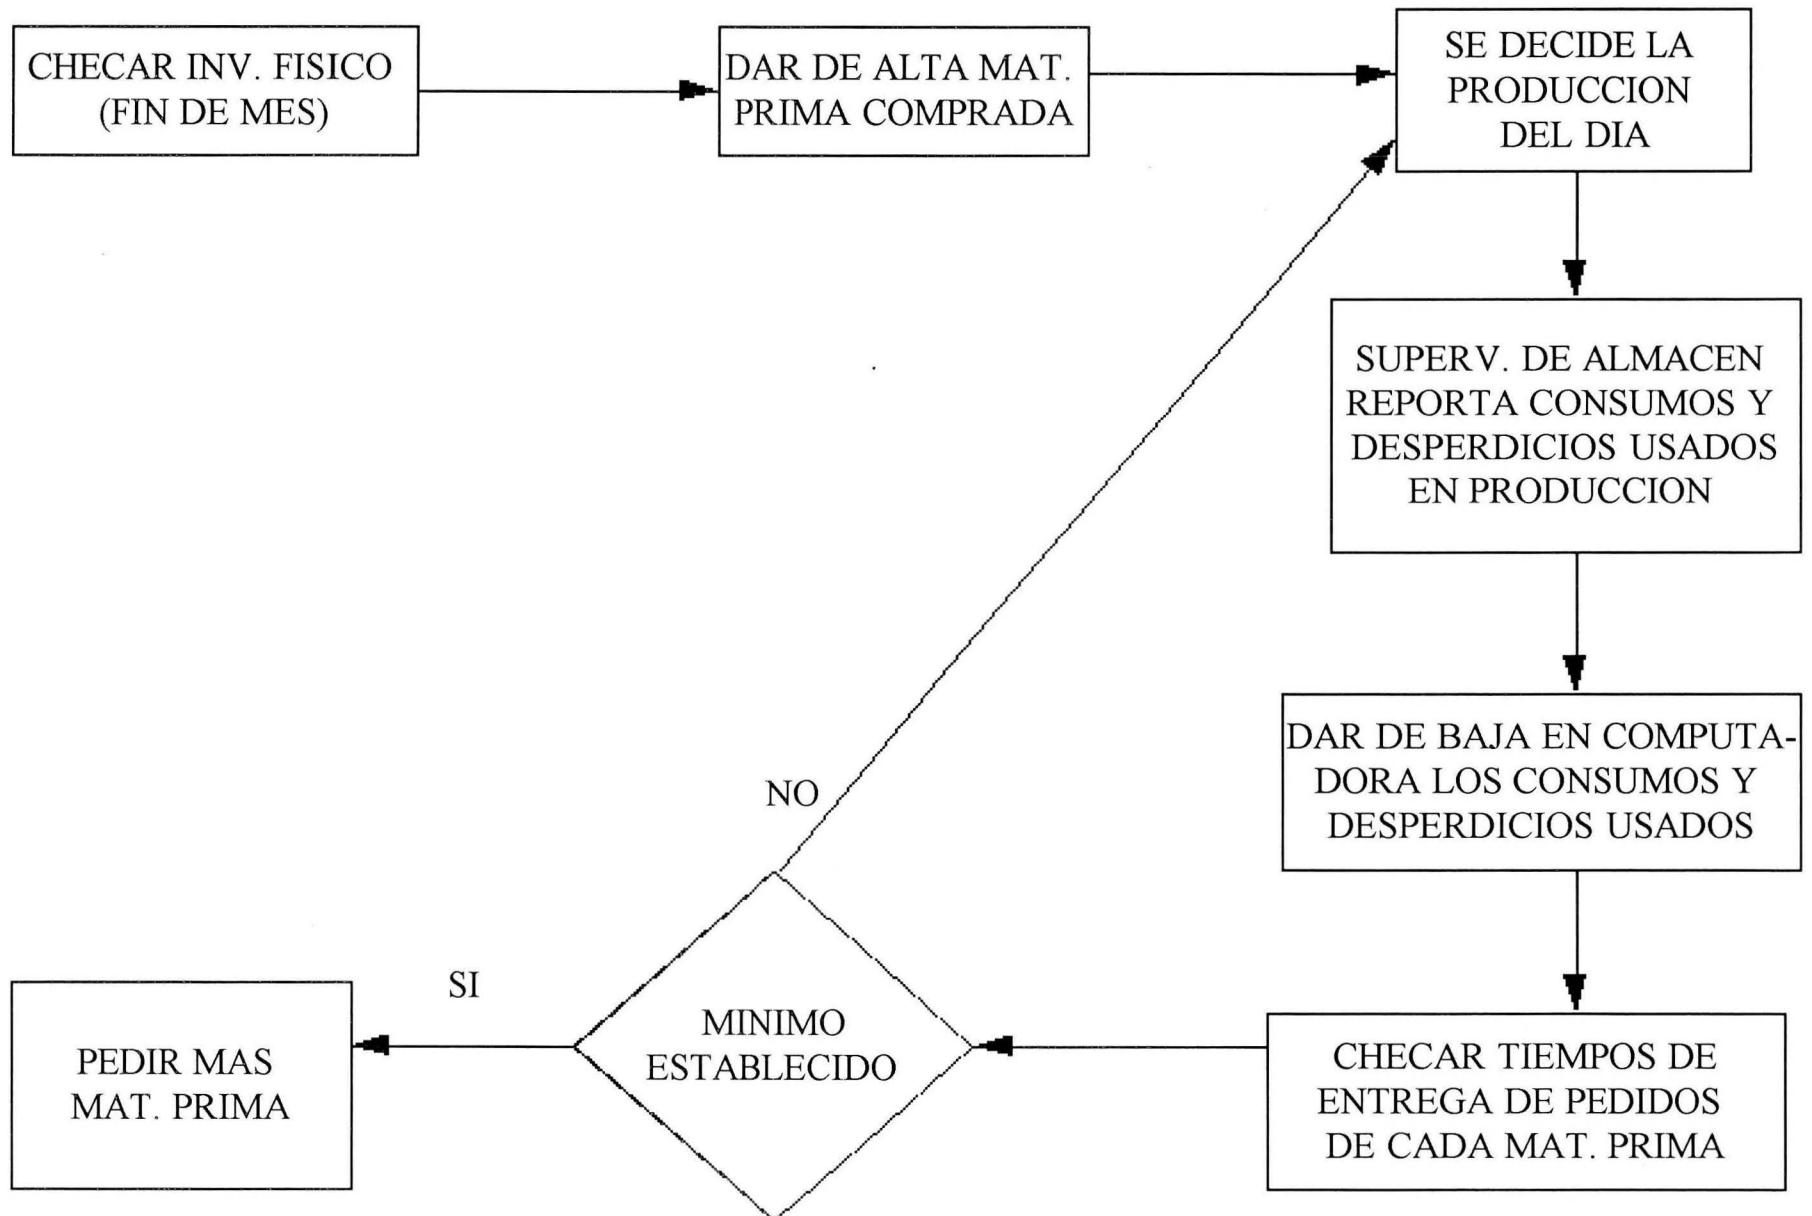 CHECAR INV. FISICO
(FIN DE MES)
DAR DE ALTA MAT.
PRIMA COMPRADA
SE DECIDE LA
PRODUCCION
DEL DIA
SUPERV. DE ALMACEN
REPORTA CONSUMOS Y
DESPERDICIOS USADOS
EN PRODUCCION
DAR DE BAJA EN COMPUTA-
DORA LOS CONSUMOS Y
DESPERDICIOS USADOS
CHECAR TIEMPOS DE
ENTREGA DE PEDIDOS
DE CADA MAT. PRIMA
MINIMO
ESTABLECIDO
NO
SI
PEDIR MAS
MAT. PRIMA